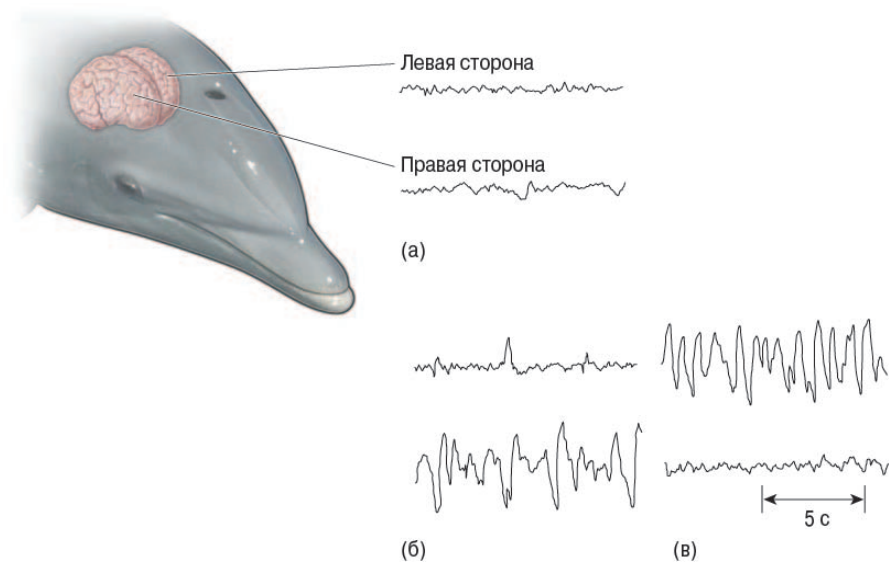 Левая сторона
Правая сторона
(а)
5 с
(б)
(в)